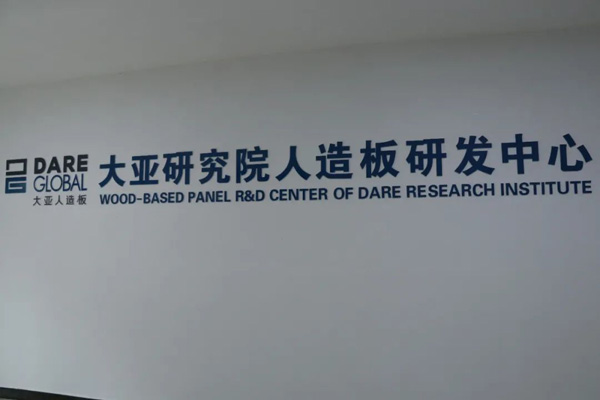 DARE
GLOBAL
大亚人造板
大亚研究院人造板研发中心
WOOD-BASED PANEL R&D CENTER OF DARE RESEARCH INSTITUTE